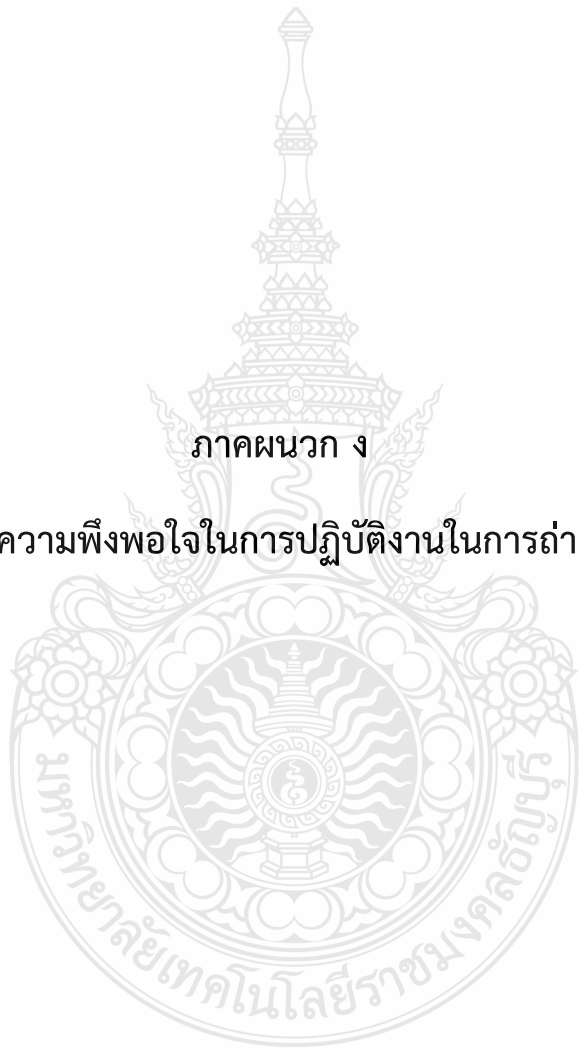 ภาคผนวก ง
ความพึงพอใจในการปฏิบัติงานในการถ่า
มหาวิทยาลัยเทคโนโลยีราชมงคลธัญบุรี